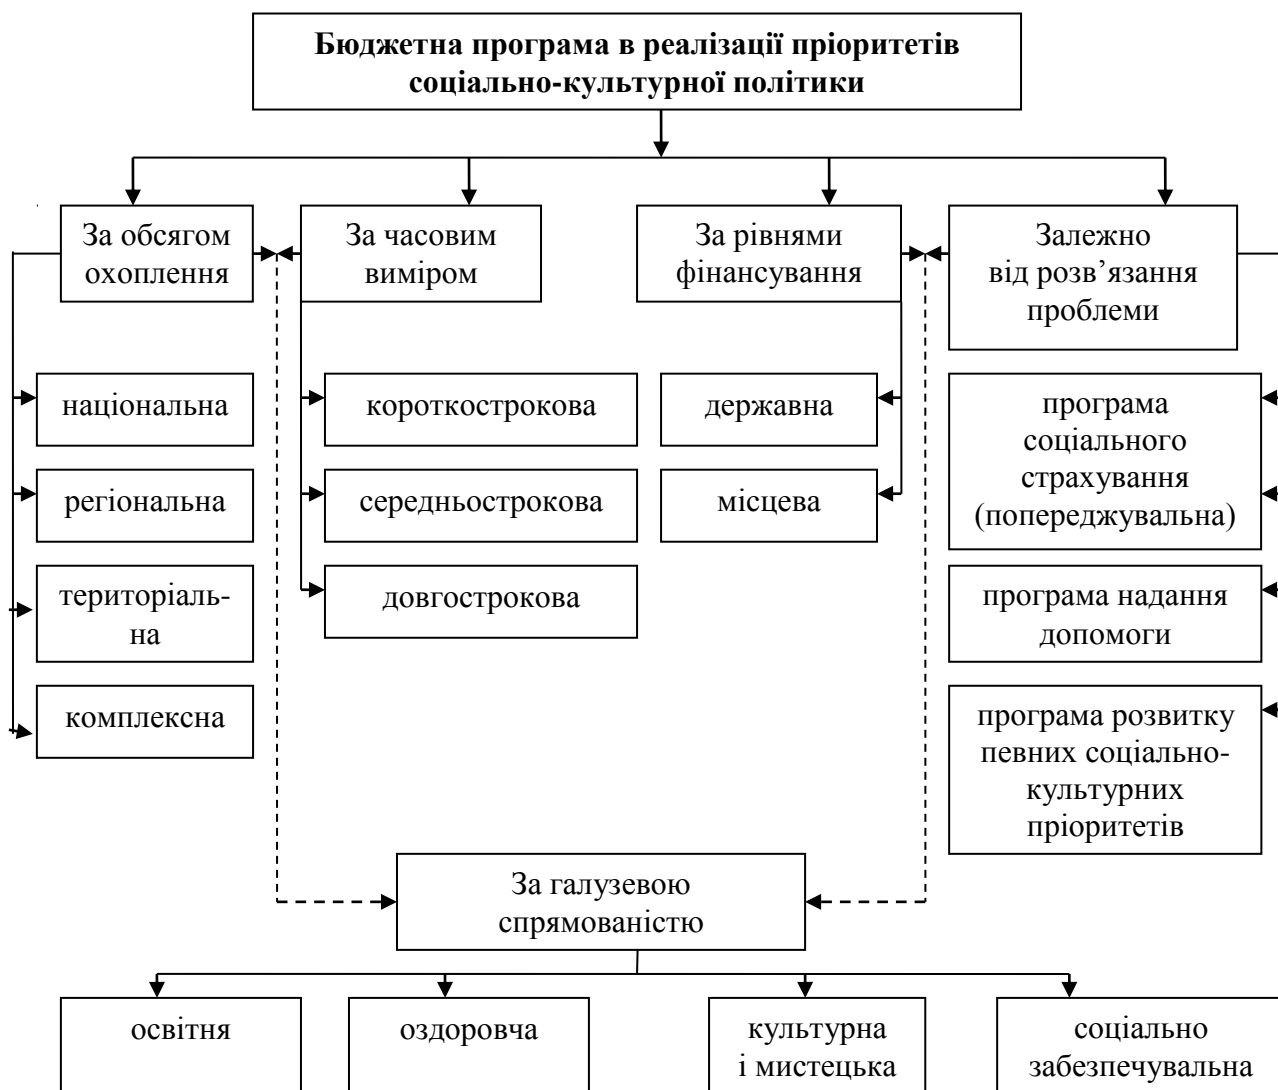 Бюджетна програма в реалізації пріоритетів
соціально-культурної політики
За обсягом
охоплення
За часовим
виміром
За рівнями
фінансування
Залежно
від розв’язання
проблеми
національна
регіональна
територіаль-
на
комплексна
короткострокова
середньострокова
довгострокова
державна
місцева
програма
соціального
страхування
(попереджувальна)
програма надання
допомоги
програма розвитку
певних соціально-
культурних
пріоритетів
За галузевою
спрямованістю
освітня
оздоровча
культурна
і мистецька
соціально
забезпечувальна